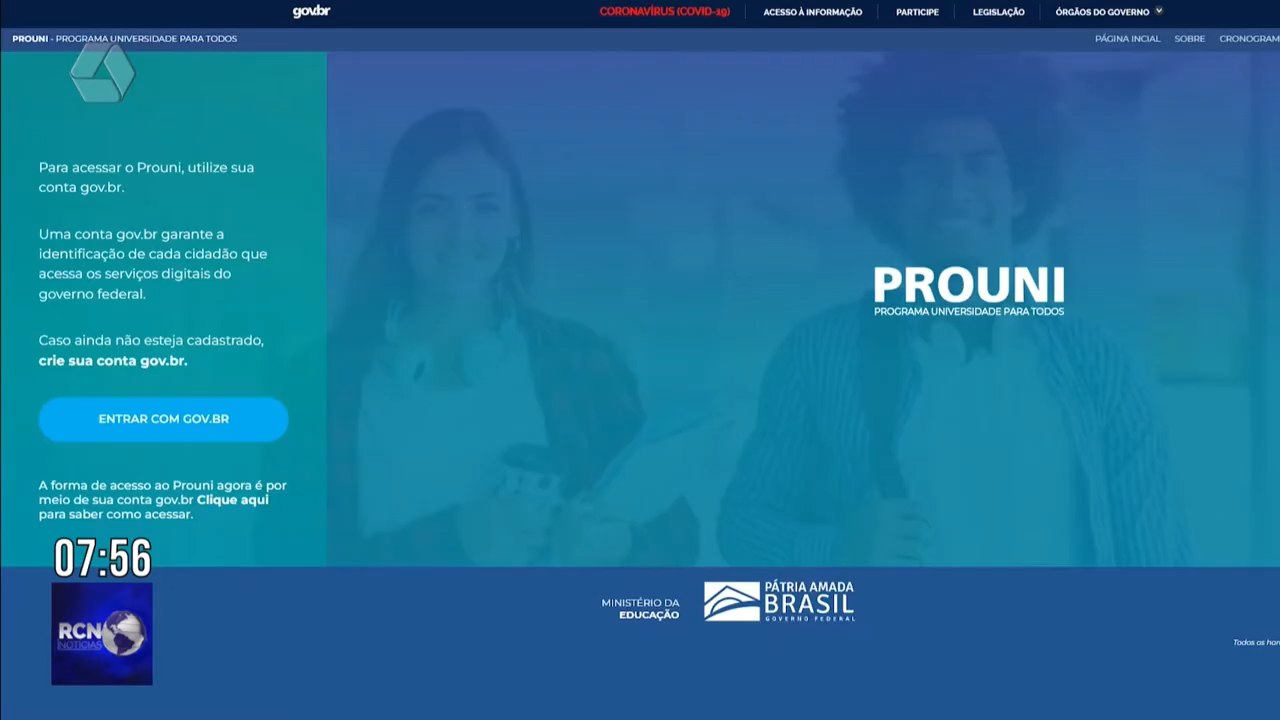 gov.br
CORONAVÍRUS (COVID-19)
ACESSO À INFORMAÇÃO
PARTICIPE
LEGISLAÇÃO
ÓRGÃOS DO GOVERNO
PROUNI - PROGRAMA UNIVERSIDADE PARA TODOS
PÁGINA INCIAL
SOBRE
CRONOGRAM
Para acessar o Prouni, utilize sua
conta gov.br.
Uma conta gov.br garante a
identificação de cada cidadão que
acessa os serviços digitais do
governo federal.
Caso ainda não esteja cadastrado,
crie sua conta gov.br.
ENTRAR COM GOV.BR
A forma de acesso ao Prouni agora é por
meio de sua conta gov.br Clique aqui
para saber como acessar.
PROUNI
PROGRAMA UNIVERSIDADE PARA TODOS
07:56
RCN
NOTÍCIAS
MINISTÉRIO DA
EDUCAÇÃO
PÁTRIA AMADA
BRASIL
GOVERNO FEDERAL
Todos os hor